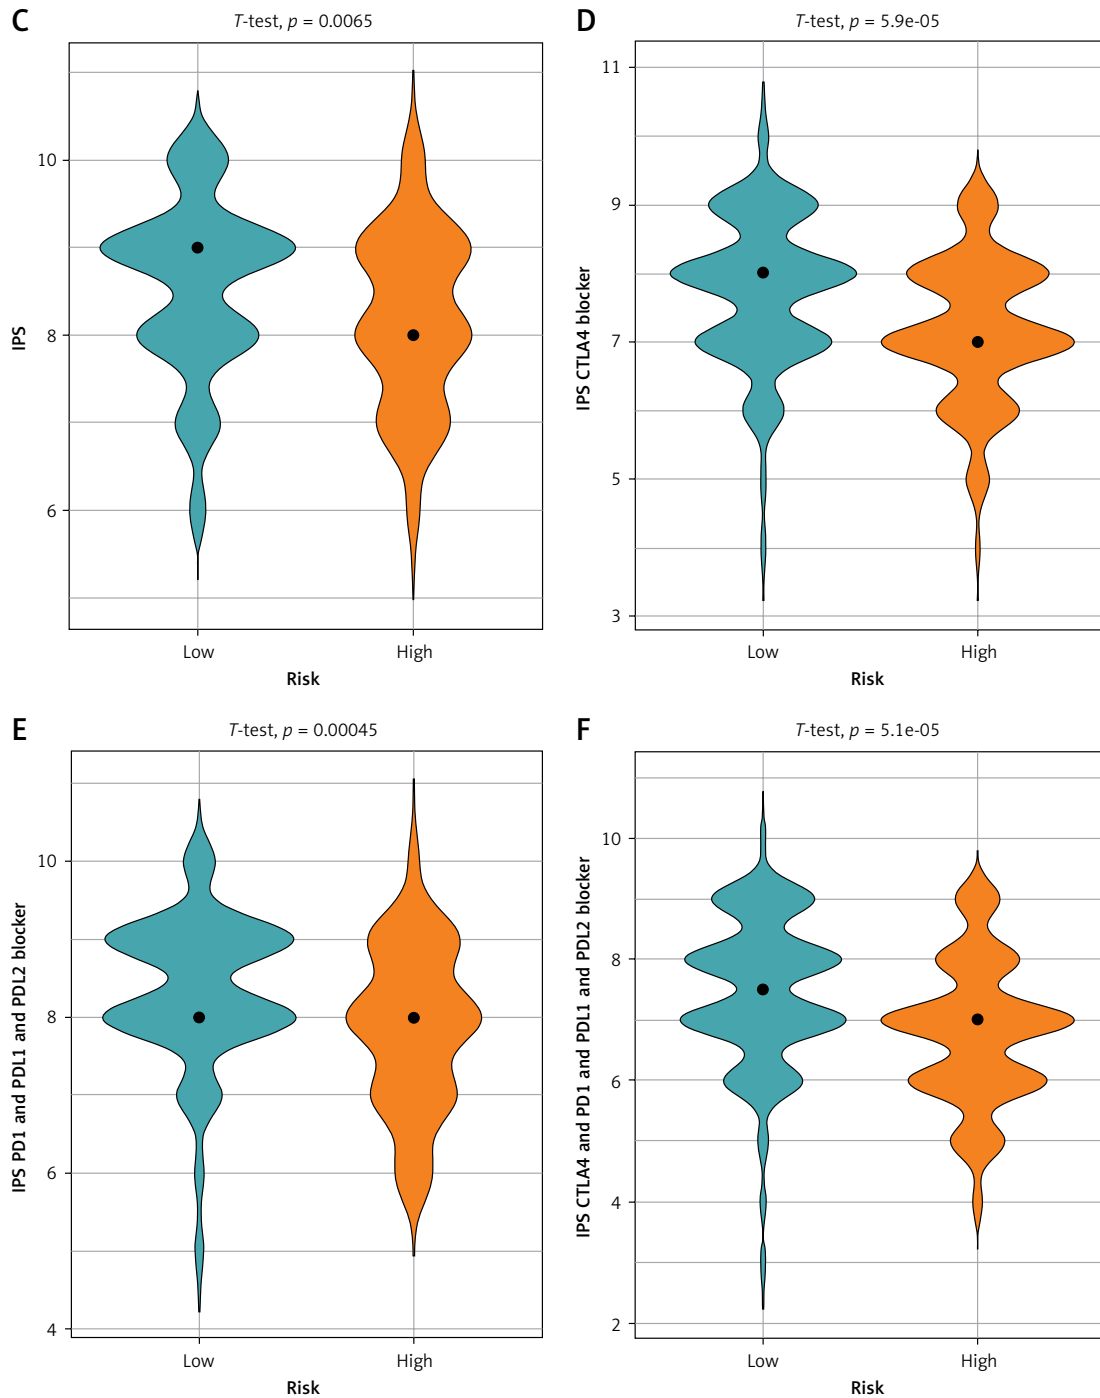 C
T-test, p = 0.0065
IPS
10
8
6
Low
High
Risk
D
T-test, p = 5.9e-05
IPS CTLA4 blocker
11
9
7
5
3
Low
High
Risk
E
T-test, p = 0.00045
IPS PD1 and PDL1 and PDL2 blocker
10
8
6
4
Low
High
Risk
F
T-test, p = 5.1e-05
IPS CTLA4 and PD1 and PDL1 and PDL2 blocker
10
8
6
4
2
Low
High
Risk